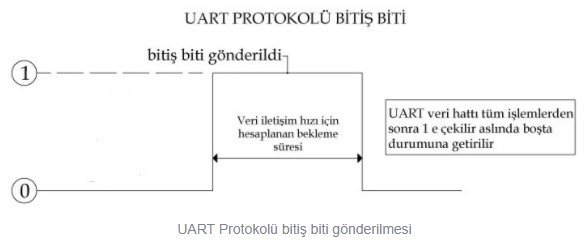 UART PROTOKOLÜ BİTİŞ BİTİ
bitiş biti gönderildi
1
Veri iletişim hızı için
hesaplanan bekleme
süresi
UART veri hattı tüm işlemlerden
sonra 1 e çekilir aslında boşta
durumuna getirilir
0
UART Protokolü bitiş biti gönderilmesi